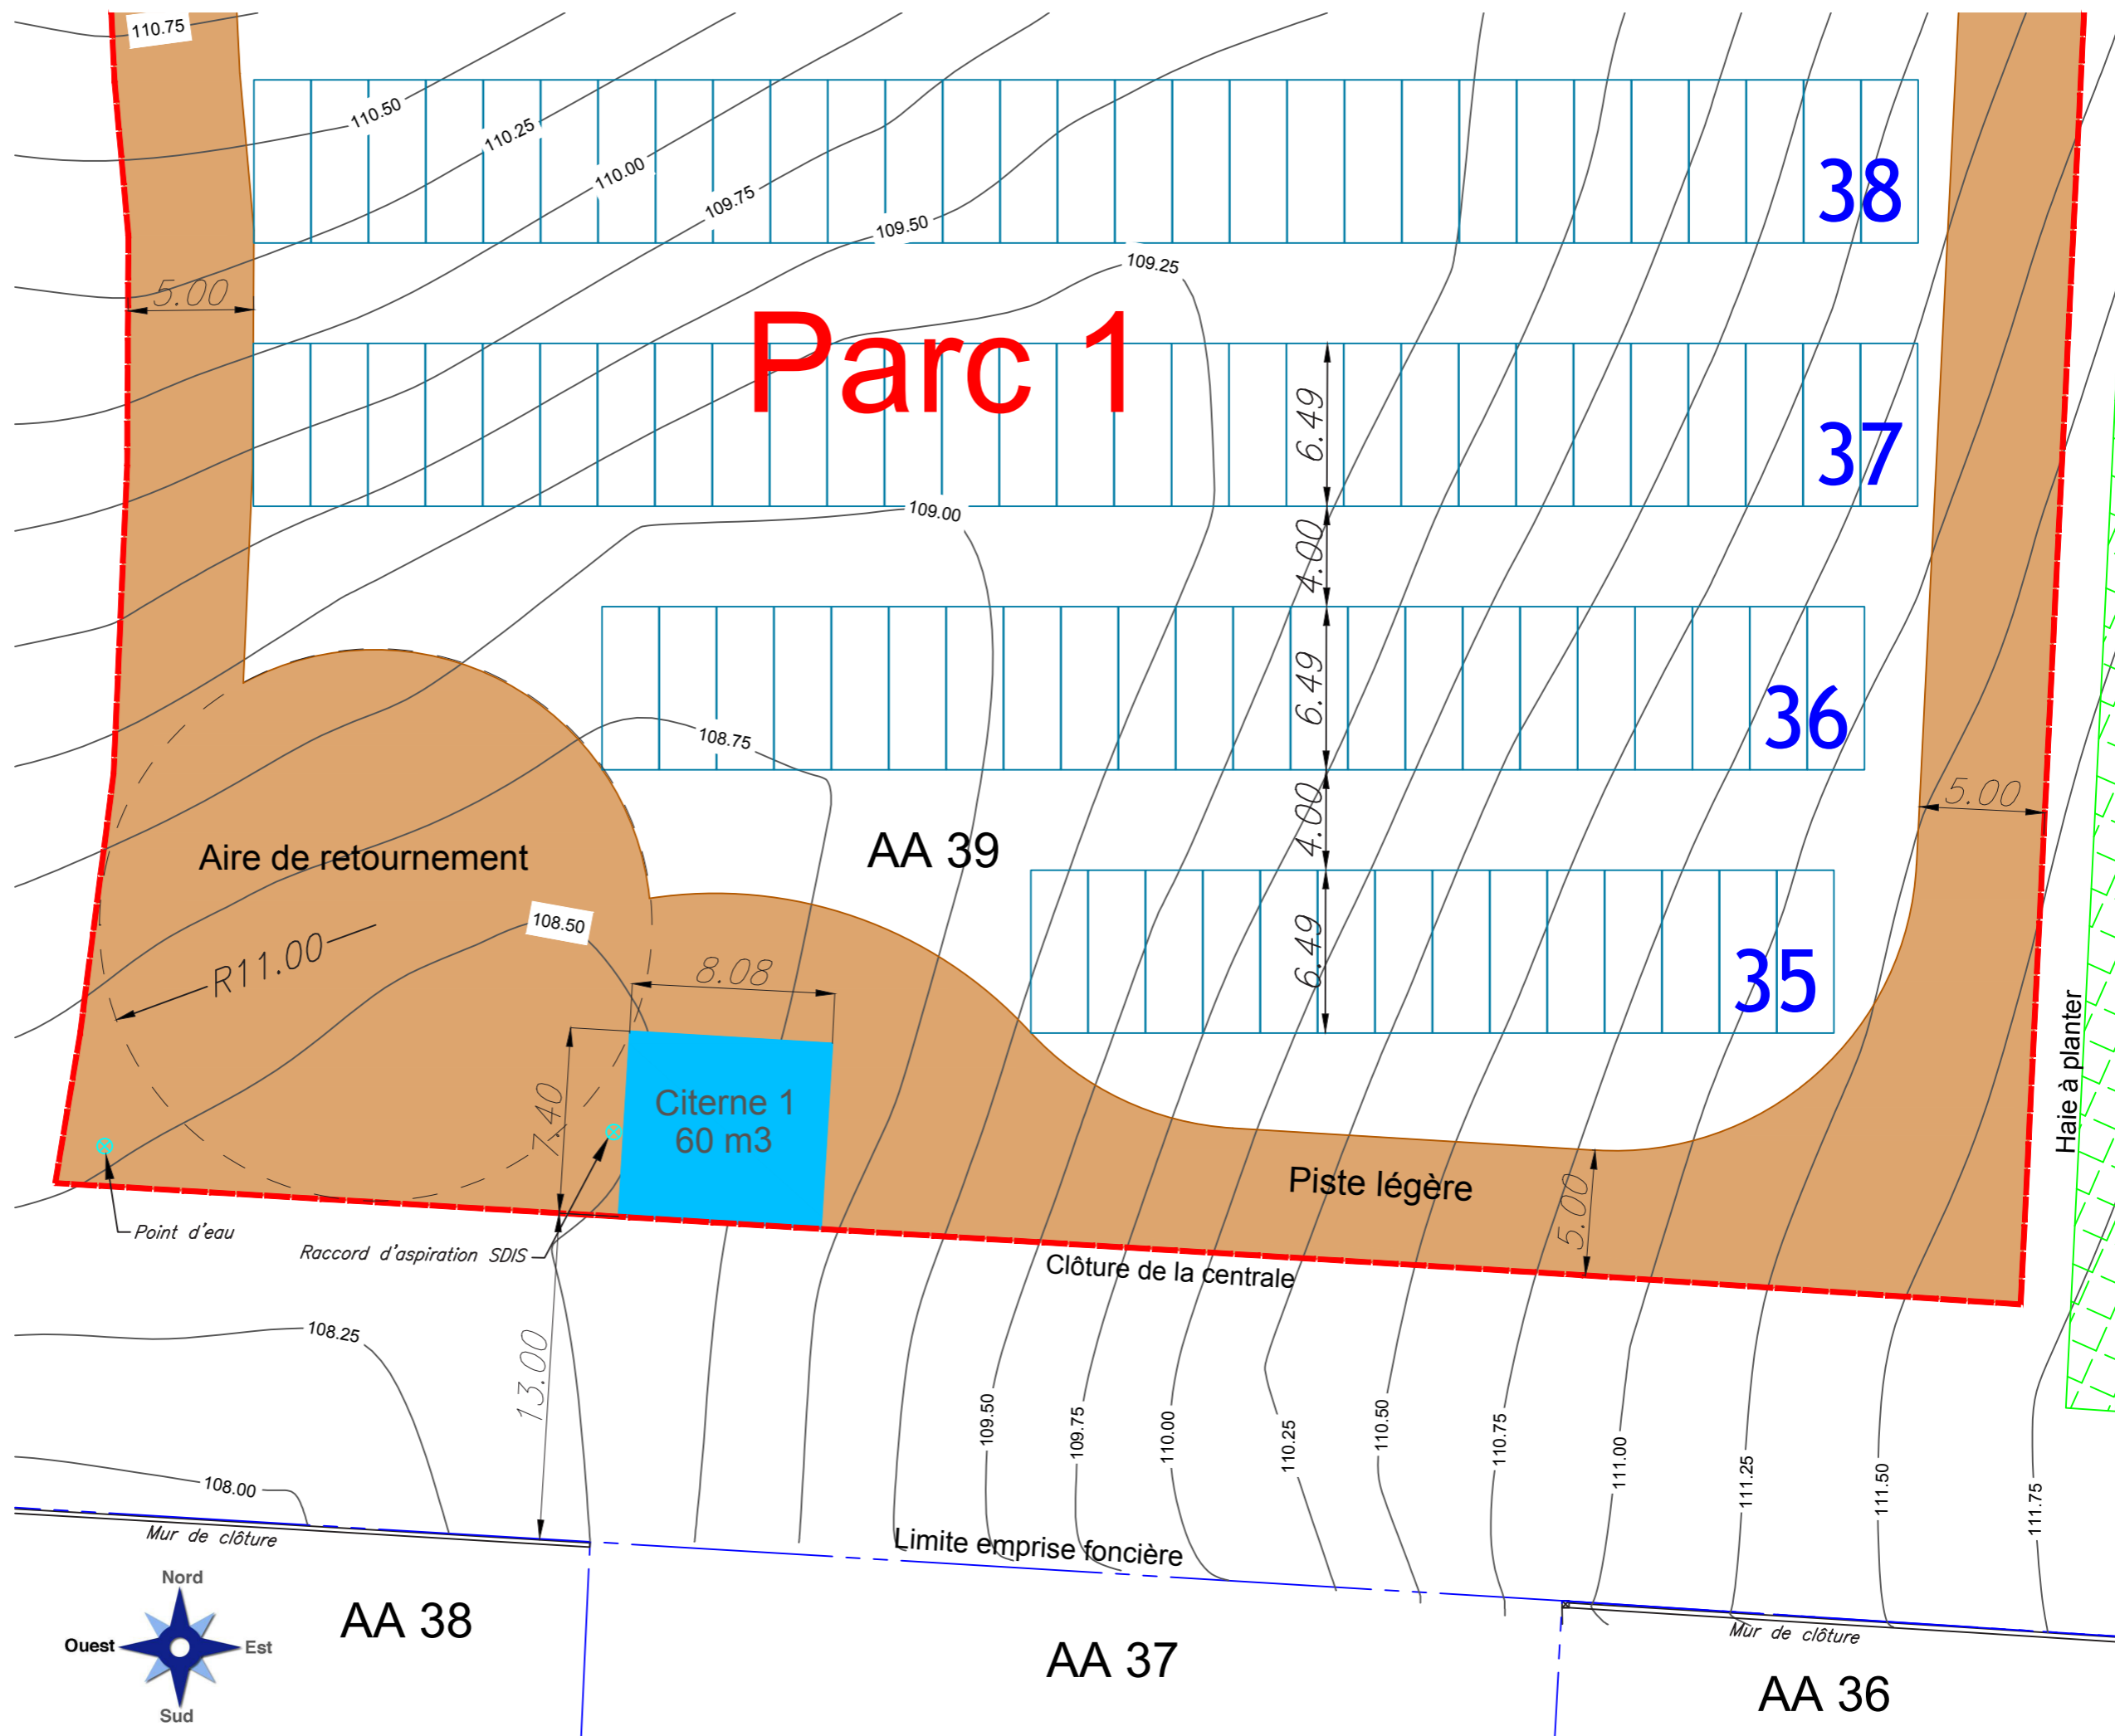 110.75
110.50
110.25
110.00
109.75
109.50
109.25
38
5.00
Parc 1
6.49
37
109.00
4.00
6.49
36
108.75
5.00
4.00
AA 39
Aire de retournement
108.50
R11.00
8.08
6.49
35
Haie à planter
7.40
Citerne 1
60 m3
Piste légère
5.00
Point d'eau
Raccord d'aspiration SDIS
Clôture de la centrale
108.25
13.00
109.50
109.75
110.00
110.25
110.50
110.75
111.00
111.25
111.50
111.75
108.00
Mur de clôture
Limite emprise foncière
Mur de clôture
Nord
Ouest
Est
Sud
AA 38
AA 37
AA 36